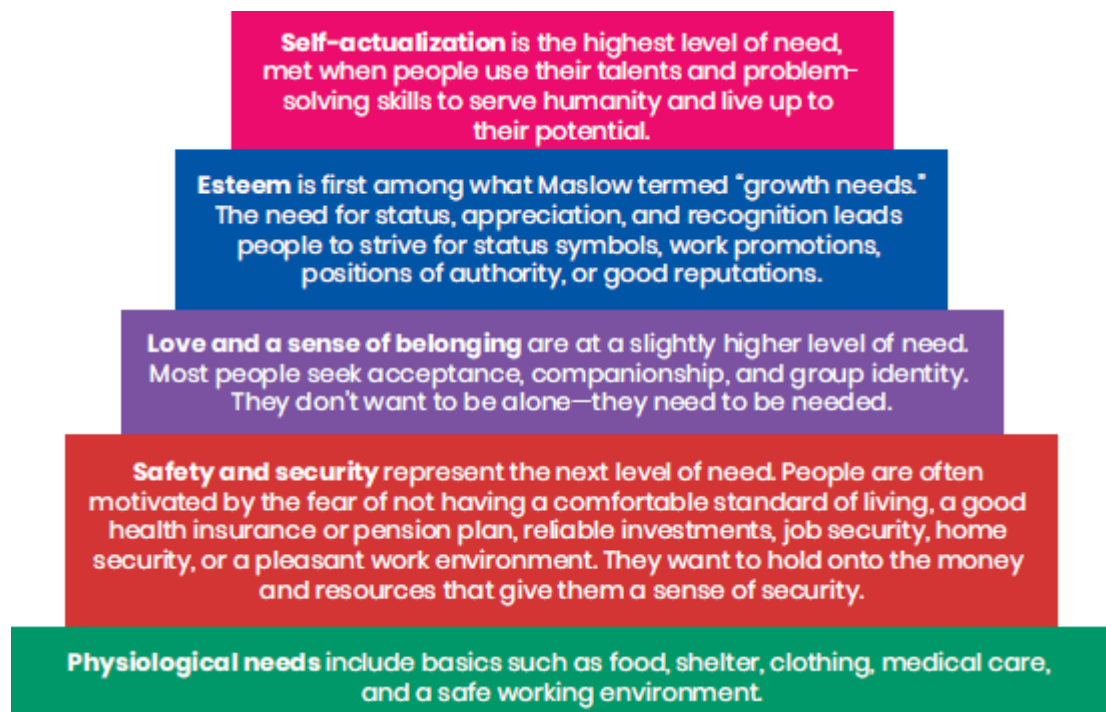 Self-actualization is the highest level of need,
met when people use their talents and problem-
solving skills to serve humanity and live up to
their potential.
Esteem is first among what Maslow termed “growth needs.”
The need for status, appreciation, and recognition leads
people to strive for status symbols, work promotions,
positions of authority, or good reputations.
Love and a sense of belonging are at a slightly higher level of need.
Most people seek acceptance, companionship, and group identity.
They don’t want to be alone—they need to be needed.
Safety and security represent the next level of need. People are often
motivated by the fear of not having a comfortable standard of living, a good
health insurance or pension plan, reliable investments, job security, home
security, or a pleasant work environment. They want to hold onto the money
and resources that give them a sense of security.
Physiological needs include basics such as food, shelter, clothing, medical care,
and a safe working environment.